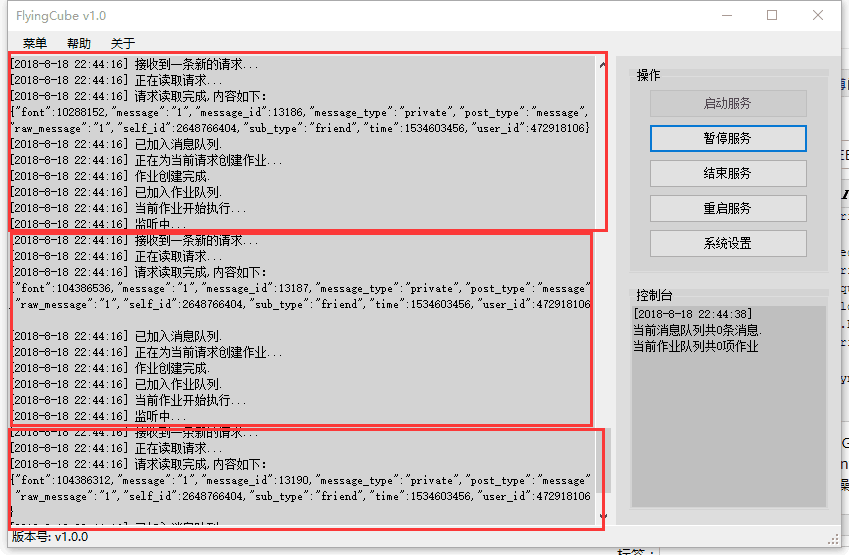 FlyingCube v1.0
菜单 帮助 关于
[2018-8-18 22:44:16] 接收到一条新的请求...
[2018-8-18 22:44:16] 正在读取请求...
[2018-8-18 22:44:16] 请求读取完成,内容如下:
{"font":10288152,"message":"1","message_id":13186,"message_type":"private","post_type":"message",
"raw_message":"1","self_id":2648766404,"sub_type":"friend","time":1534603456,"user_id":472918106}
[2018-8-18 22:44:16] 已加入消息队列.
[2018-8-18 22:44:16] 正在为当前请求创建作业...
[2018-8-18 22:44:16] 作业创建完成.
[2018-8-18 22:44:16] 已加入作业队列.
[2018-8-18 22:44:16] 当前作业开始执行...
[2018-8-18 22:44:16] 监听中...
[2018-8-18 22:44:16] 接收到一条新的请求...
[2018-8-18 22:44:16] 正在读取请求...
[2018-8-18 22:44:16] 请求读取完成,内容如下:
"font":104386536,"message":"1","message_id":13187,"message_type":"private","post_type":"message"
"raw_message":"1","self_id":2648766404,"sub_type":"friend","time":1534603456,"user_id":472918106
[2018-8-18 22:44:16] 已加入消息队列.
[2018-8-18 22:44:16] 正在为当前请求创建作业...
[2018-8-18 22:44:16] 作业创建完成.
[2018-8-18 22:44:16] 已加入作业队列.
[2018-8-18 22:44:16] 当前作业开始执行...
[2018-8-18 22:44:16] 监听中...
[2018-8-18 22:44:16] 接收到一条新的请求...
[2018-8-18 22:44:16] 正在读取请求...
[2018-8-18 22:44:16] 请求读取完成,内容如下:
{"font":104386312,"message":"1","message_id":13190,"message_type":"private","post_type":"message"
"raw_message":"1","self_id":2648766404,"sub_type":"friend","time":1534603456,"user_id":472918106
}
[2018-8-18 22:44:16] 已加入消息队列.
版本号: v1.0.0
操作
启动服务
暂停服务
结束服务
重启服务
系统设置
控制台
[2018-8-18 22:44:38]
当前消息队列共0条消息.
当前作业队列共0项作业
标签: